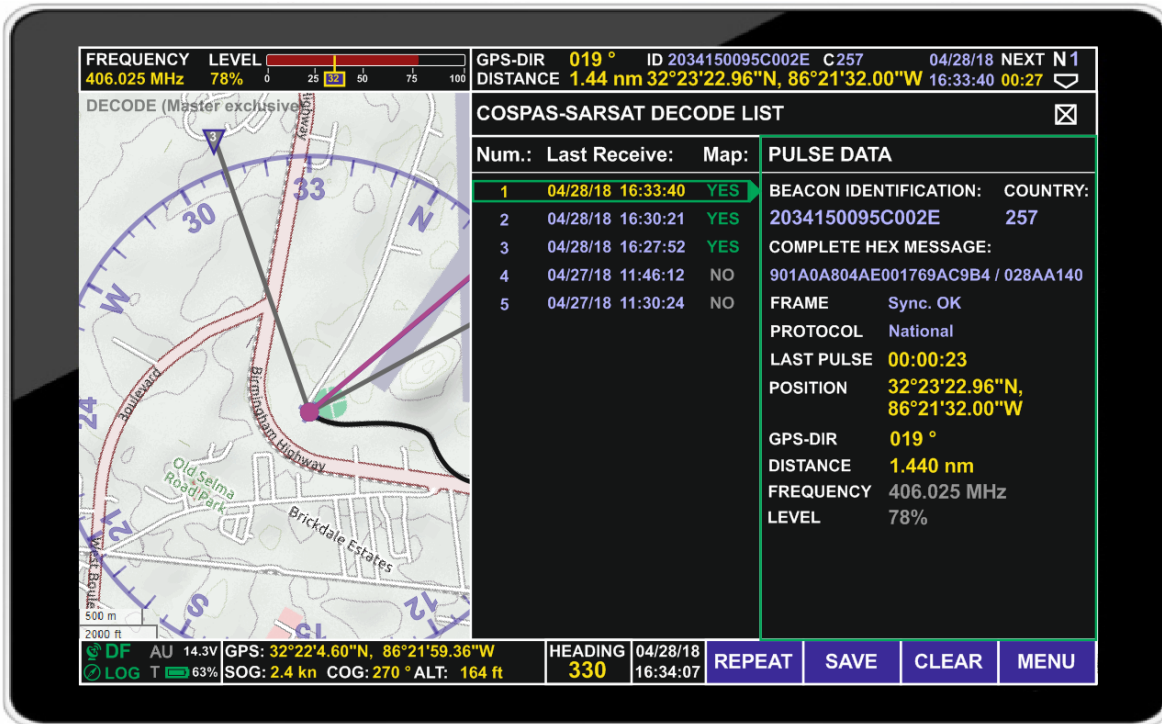 FREQUENCY LEVEL
406.025 MHz 78% 0 25 32 50 75 100
GPS-DIR 019 ° ID 2034150095C002E C 257 04/28/18 NEXT N 1
DISTANCE 1.44 nm 32°23'22.96"N, 86°21'32.00"W 16:33:40 00:27
DECODE (Master exclusive)
Highway
3
33
30
N
W
24
21
S
15
12
Boulevard
Birmingham Highway
Old Selma
Road Park
Brickdale Estates
West Boule
500 m
2000 ft
COSPAS-SARSAT DECODE LIST
Num.: Last Receive: Map:
1 04/28/18 16:33:40 YES
2 04/28/18 16:30:21 YES
3 04/28/18 16:27:52 YES
4 04/27/18 11:46:12 NO
5 04/27/18 11:30:24 NO
PULSE DATA
BEACON IDENTIFICATION: COUNTRY:
2034150095C002E 257
COMPLETE HEX MESSAGE:
901A0A804AE001769AC9B4 / 028AA140
FRAME Sync. OK
PROTOCOL National
LAST PULSE 00:00:23
POSITION 32°23'22.96"N,
86°21'32.00"W
GPS-DIR 019 °
DISTANCE 1.440 nm
FREQUENCY 406.025 MHz
LEVEL 78%
DF AU 14.3V GPS: 32°22'4.60"N, 86°21'59.36"W
LOG T 63% SOG: 2.4 kn COG: 270 ° ALT: 164 ft
HEADING
330
04/28/18
16:34:07
REPEAT SAVE CLEAR MENU